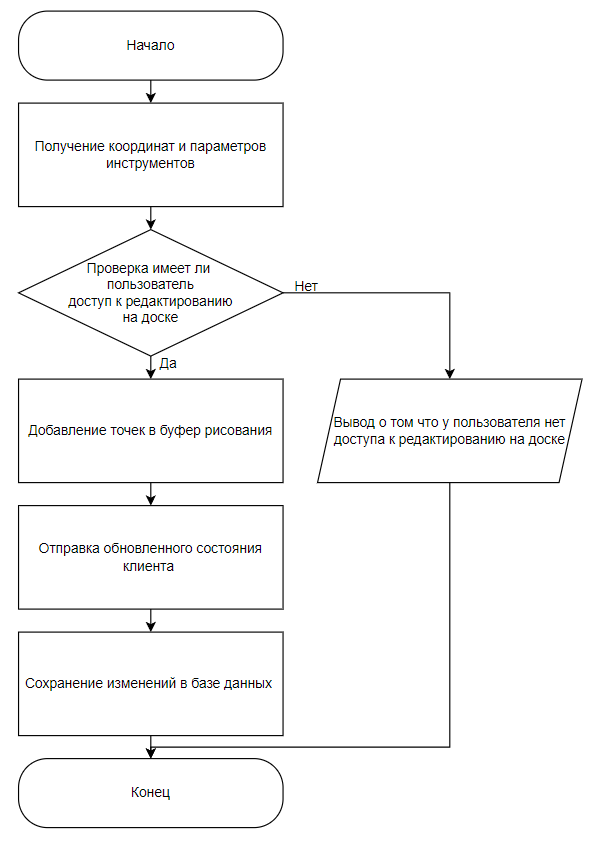 Начало
Получение координат и параметров
инструментов
Проверка имеет ли
пользователь
доступ к редактированию
на доске
Нет
Да
Добавление точек в буфер рисования
Вывод о том что у пользователя нет
доступа к редактированию на доске
Отправка обновленного состояния
клиента
Сохранение изменений в базе данных
Конец